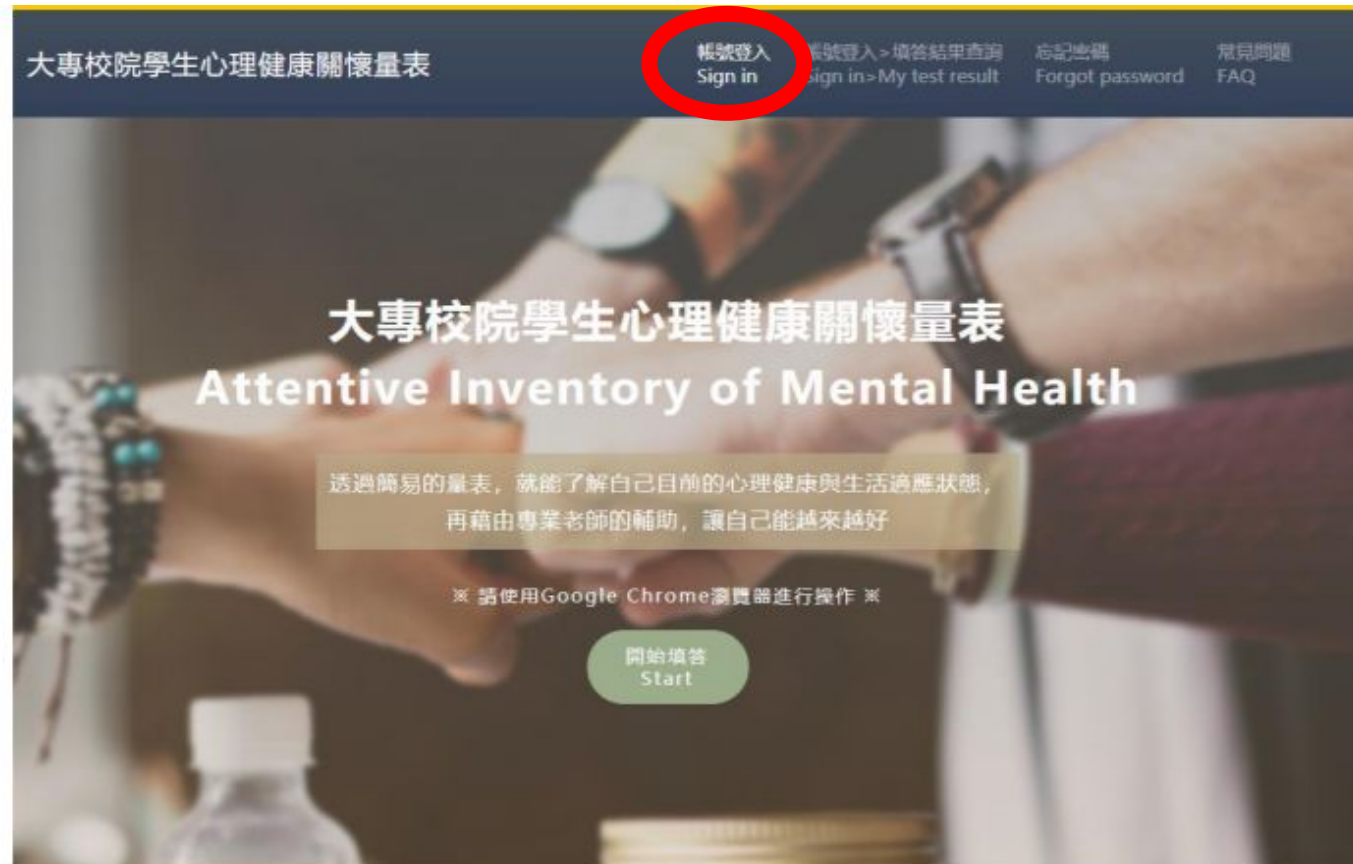 大專校院學生心理健康關懷量表
帳號登入
Sign in
帳號登入>填答結果查詢
Sign in>My test result
忘記密碼
Forgot password
常見問題
FAQ
大專校院學生心理健康關懷量表
Attentive Inventory of Mental Health
透過簡易的量表，就能了解自己目前的心理健康與生活適應狀態，
再藉由專業老師的輔助，讓自己能越來越好
※ 請使用Google Chrome瀏覽器進行操作 ※
開始填答
Start